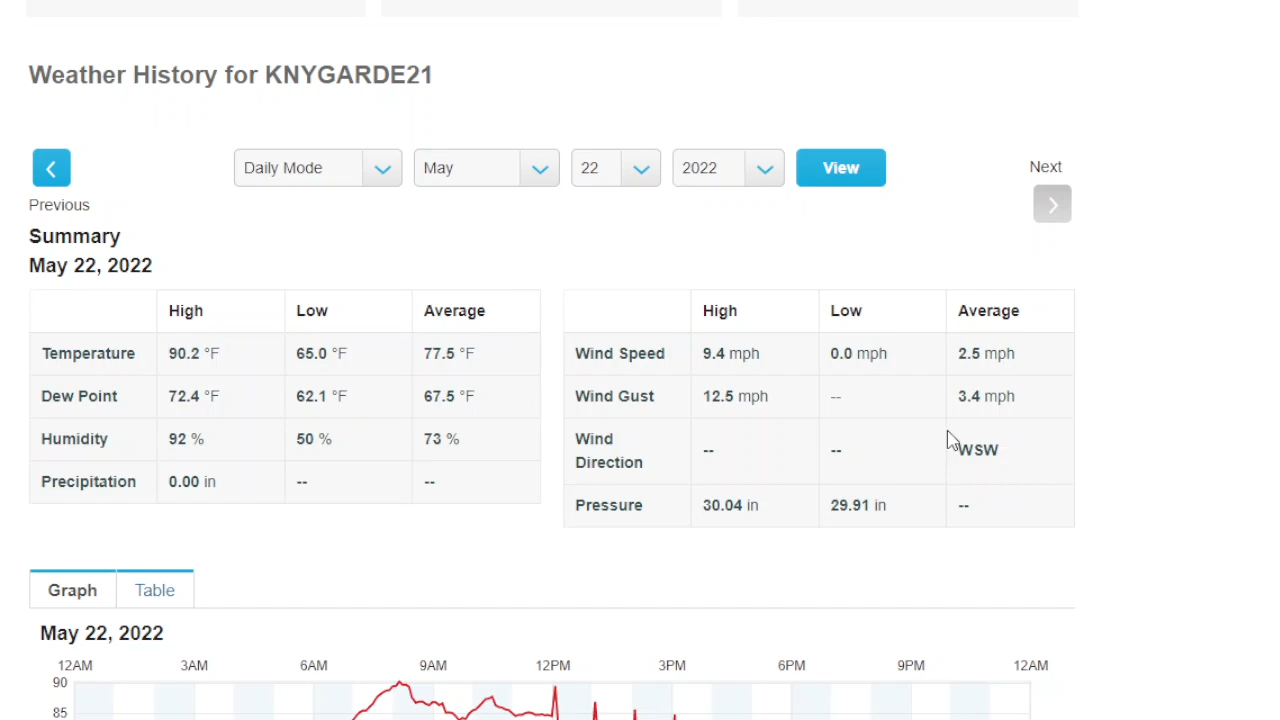 Weather History for KNYGARDE21
Daily Mode May 22 2022 View Next
Previous
Summary
May 22, 2022
High Low Average
Temperature 90.2 °F 65.0 °F 77.5 °F
Dew Point 72.4 °F 62.1 °F 67.5 °F
Humidity 92 % 50 % 73 %
Precipitation 0.00 in -- --
High Low Average
Wind Speed 9.4 mph 0.0 mph 2.5 mph
Wind Gust 12.5 mph -- 3.4 mph
Wind
Direction -- -- WSW
Pressure 30.04 in 29.91 in --
Graph Table
May 22, 2022
12AM 3AM 6AM 9AM 12PM 3PM 6PM 9PM 12AM
90
85